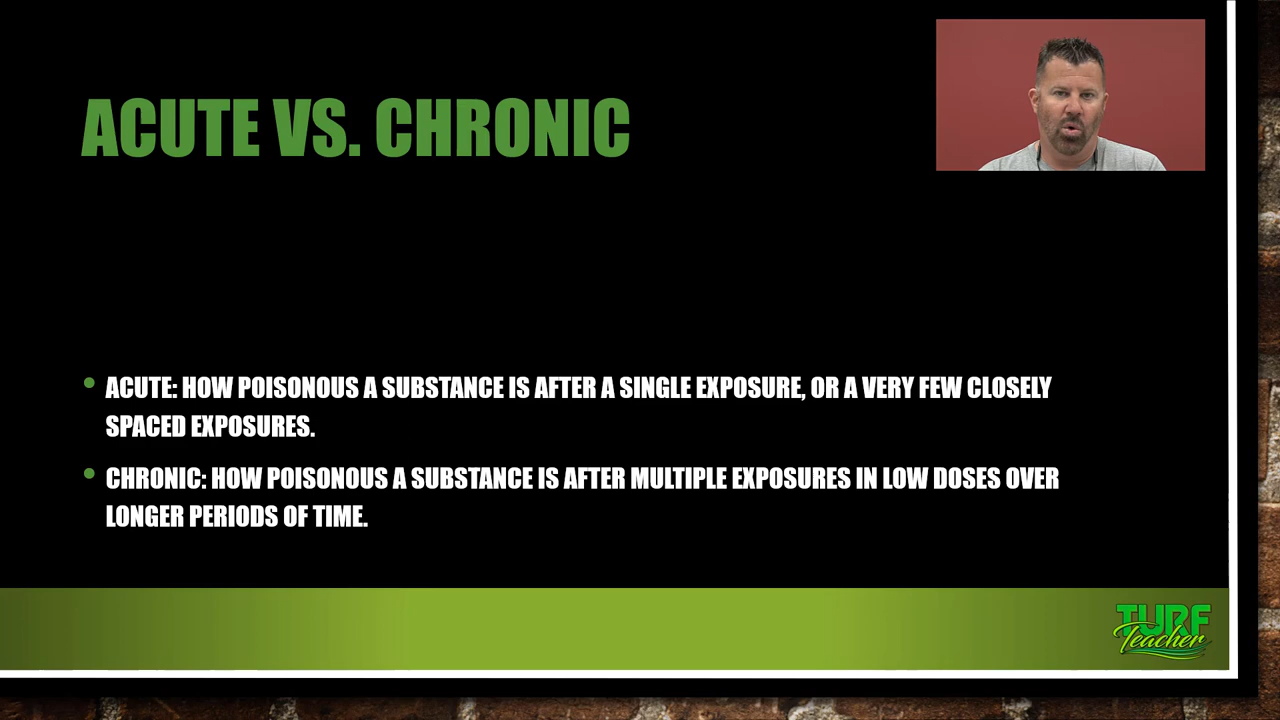 ACUTE VS. CHRONIC
• ACUTE: HOW POISONOUS A SUBSTANCE IS AFTER A SINGLE EXPOSURE, OR A VERY FEW CLOSELY
SPACED EXPOSURES.
• CHRONIC: HOW POISONOUS A SUBSTANCE IS AFTER MULTIPLE EXPOSURES IN LOW DOSES OVER
LONGER PERIODS OF TIME.
TURF
Teacher